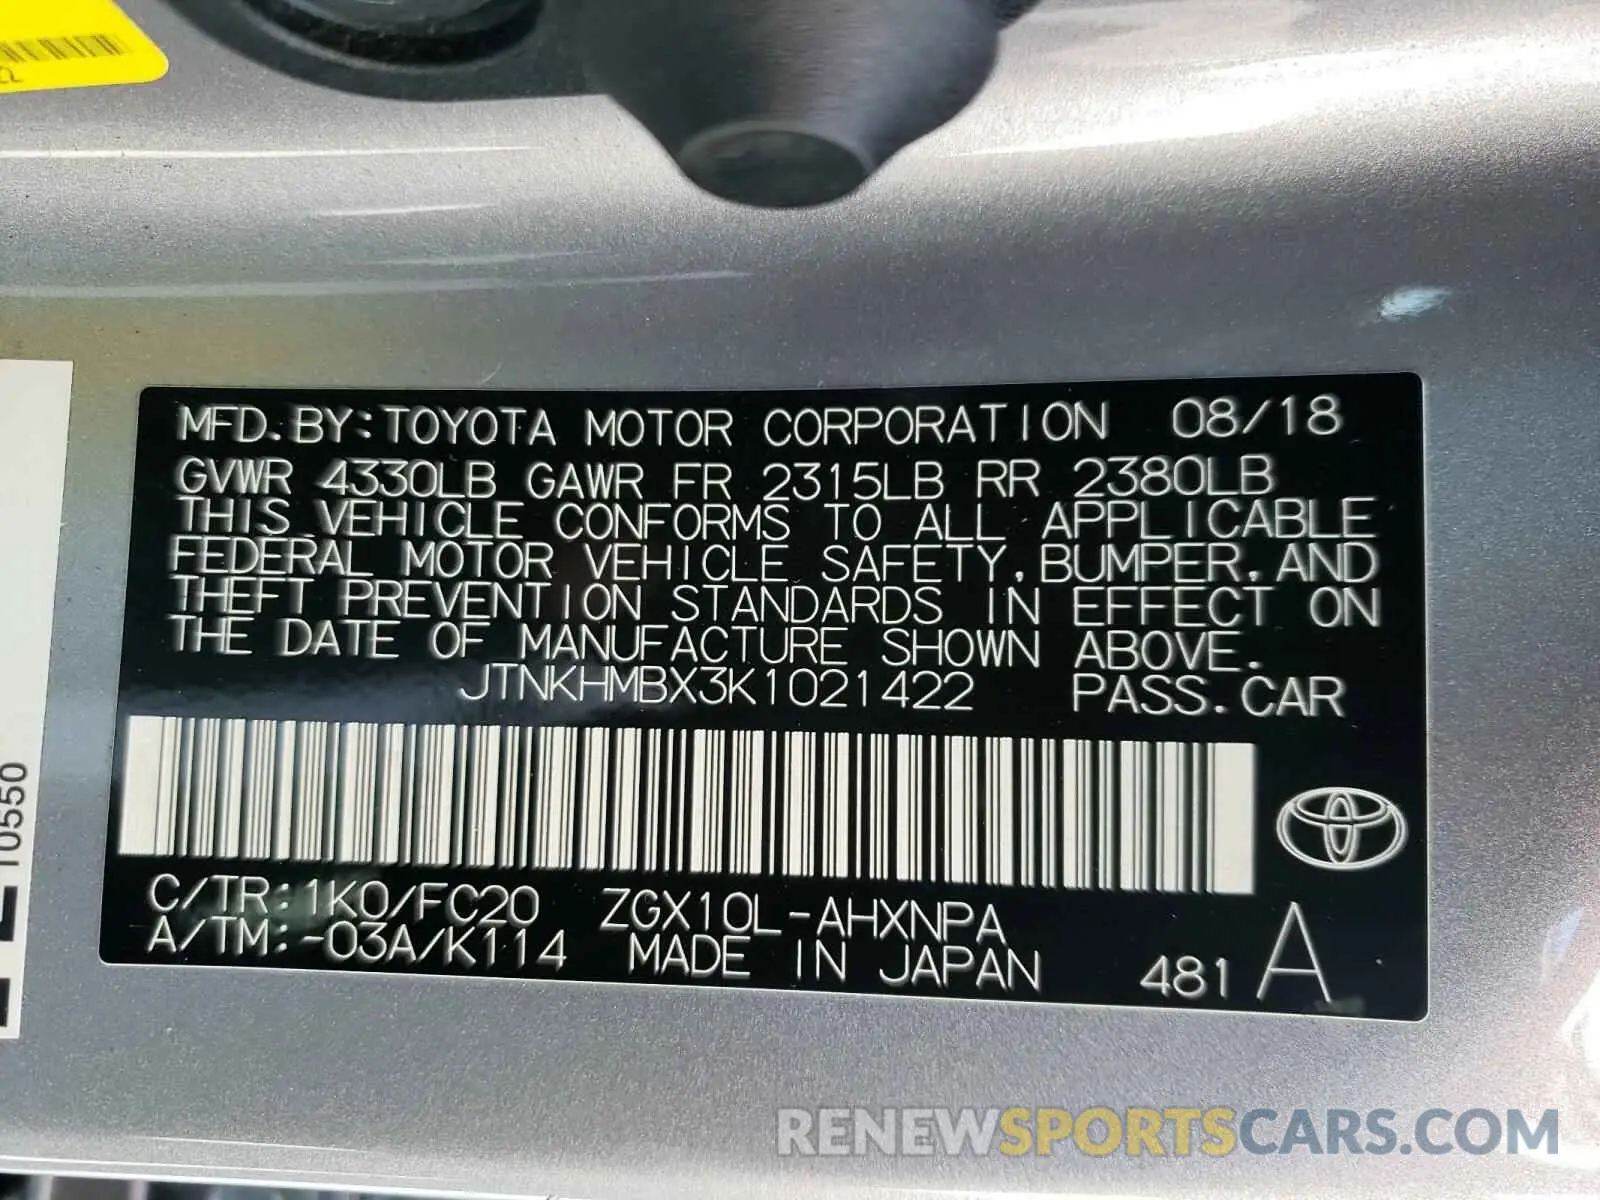 MFD. BY: TOYOTA MOTOR CORPORATION 08/18
GVWR 4330LB GAWR FR 2315LB RR 2380LB
THIS VEHICLE CONFORMS TO ALL APPLICABLE
FEDERAL MOTOR VEHICLE SAFETY, BUMPER, AND
THEFT PREVENTION STANDARDS IN EFFECT ON
THE DATE OF MANUFACTURE SHOWN ABOVE.
JTNKHMBX3K1021422 PASS. CAR
C/TR: 1K0/FC20 ZGX10L-AHXNPA
A/TM: -03A/K114 MADE IN JAPAN 481 A
10550
RENEWSPORTSCARS.COM